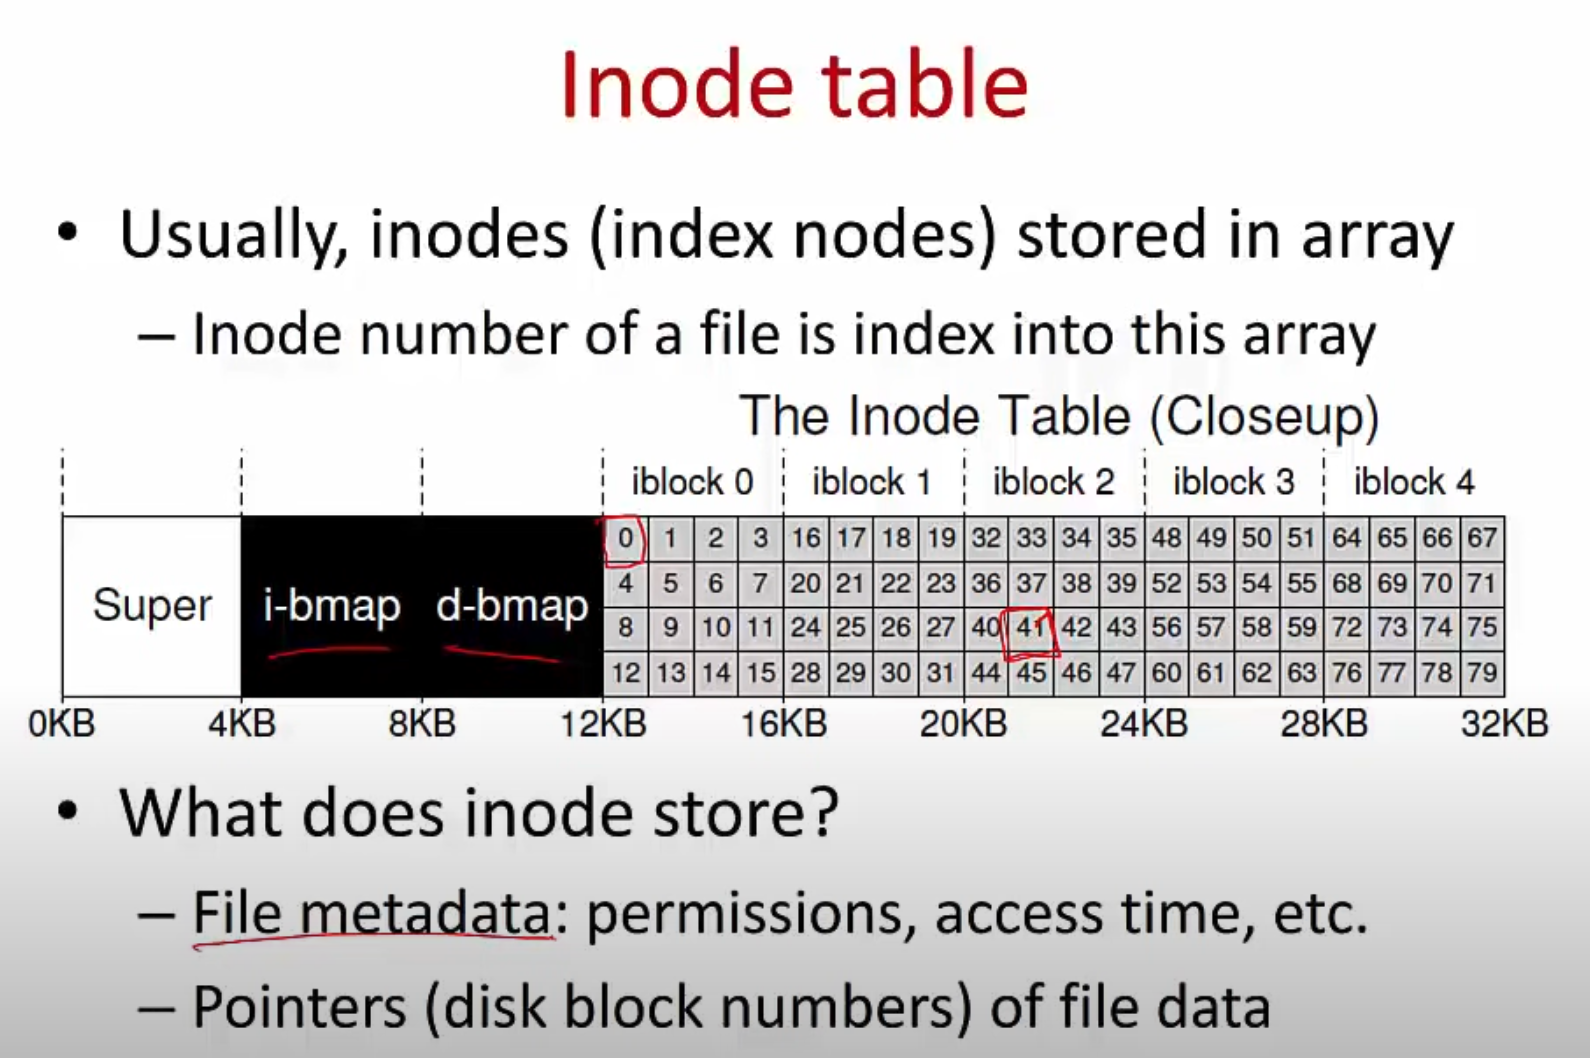 Inode table
• Usually, inodes (index nodes) stored in array
– Inode number of a file is index into this array
The Inode Table (Closeup)
iblock 0 iblock 1 iblock 2 iblock 3 iblock 4
0 1 2 3 16 17 18 19 32 33 34 35 48 49 50 51 64 65 66 67
4 5 6 7 20 21 22 23 36 37 38 39 52 53 54 55 68 69 70 71
Super i-bmap d-bmap
8 9 10 11 24 25 26 27 40 41 42 43 56 57 58 59 72 73 74 75
12 13 14 15 28 29 30 31 44 45 46 47 60 61 62 63 76 77 78 79
0KB 4KB 8KB 12KB 16KB 20KB 24KB 28KB 32KB
• What does inode store?
– File metadata: permissions, access time, etc.
– Pointers (disk block numbers) of file data